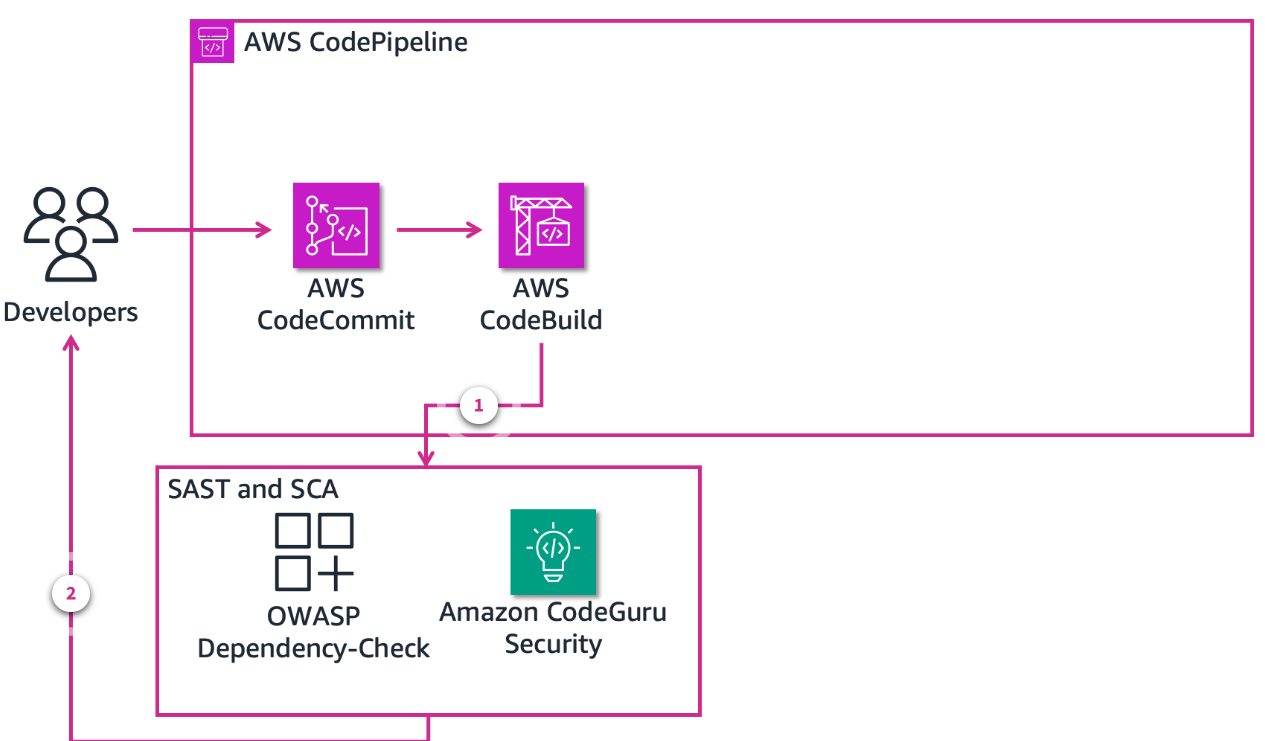 AWS CodePipeline
Developers
AWS
CodeCommit
AWS
CodeBuild
1
SAST and SCA
OWASP
Dependency-Check
Amazon CodeGuru
Security
2